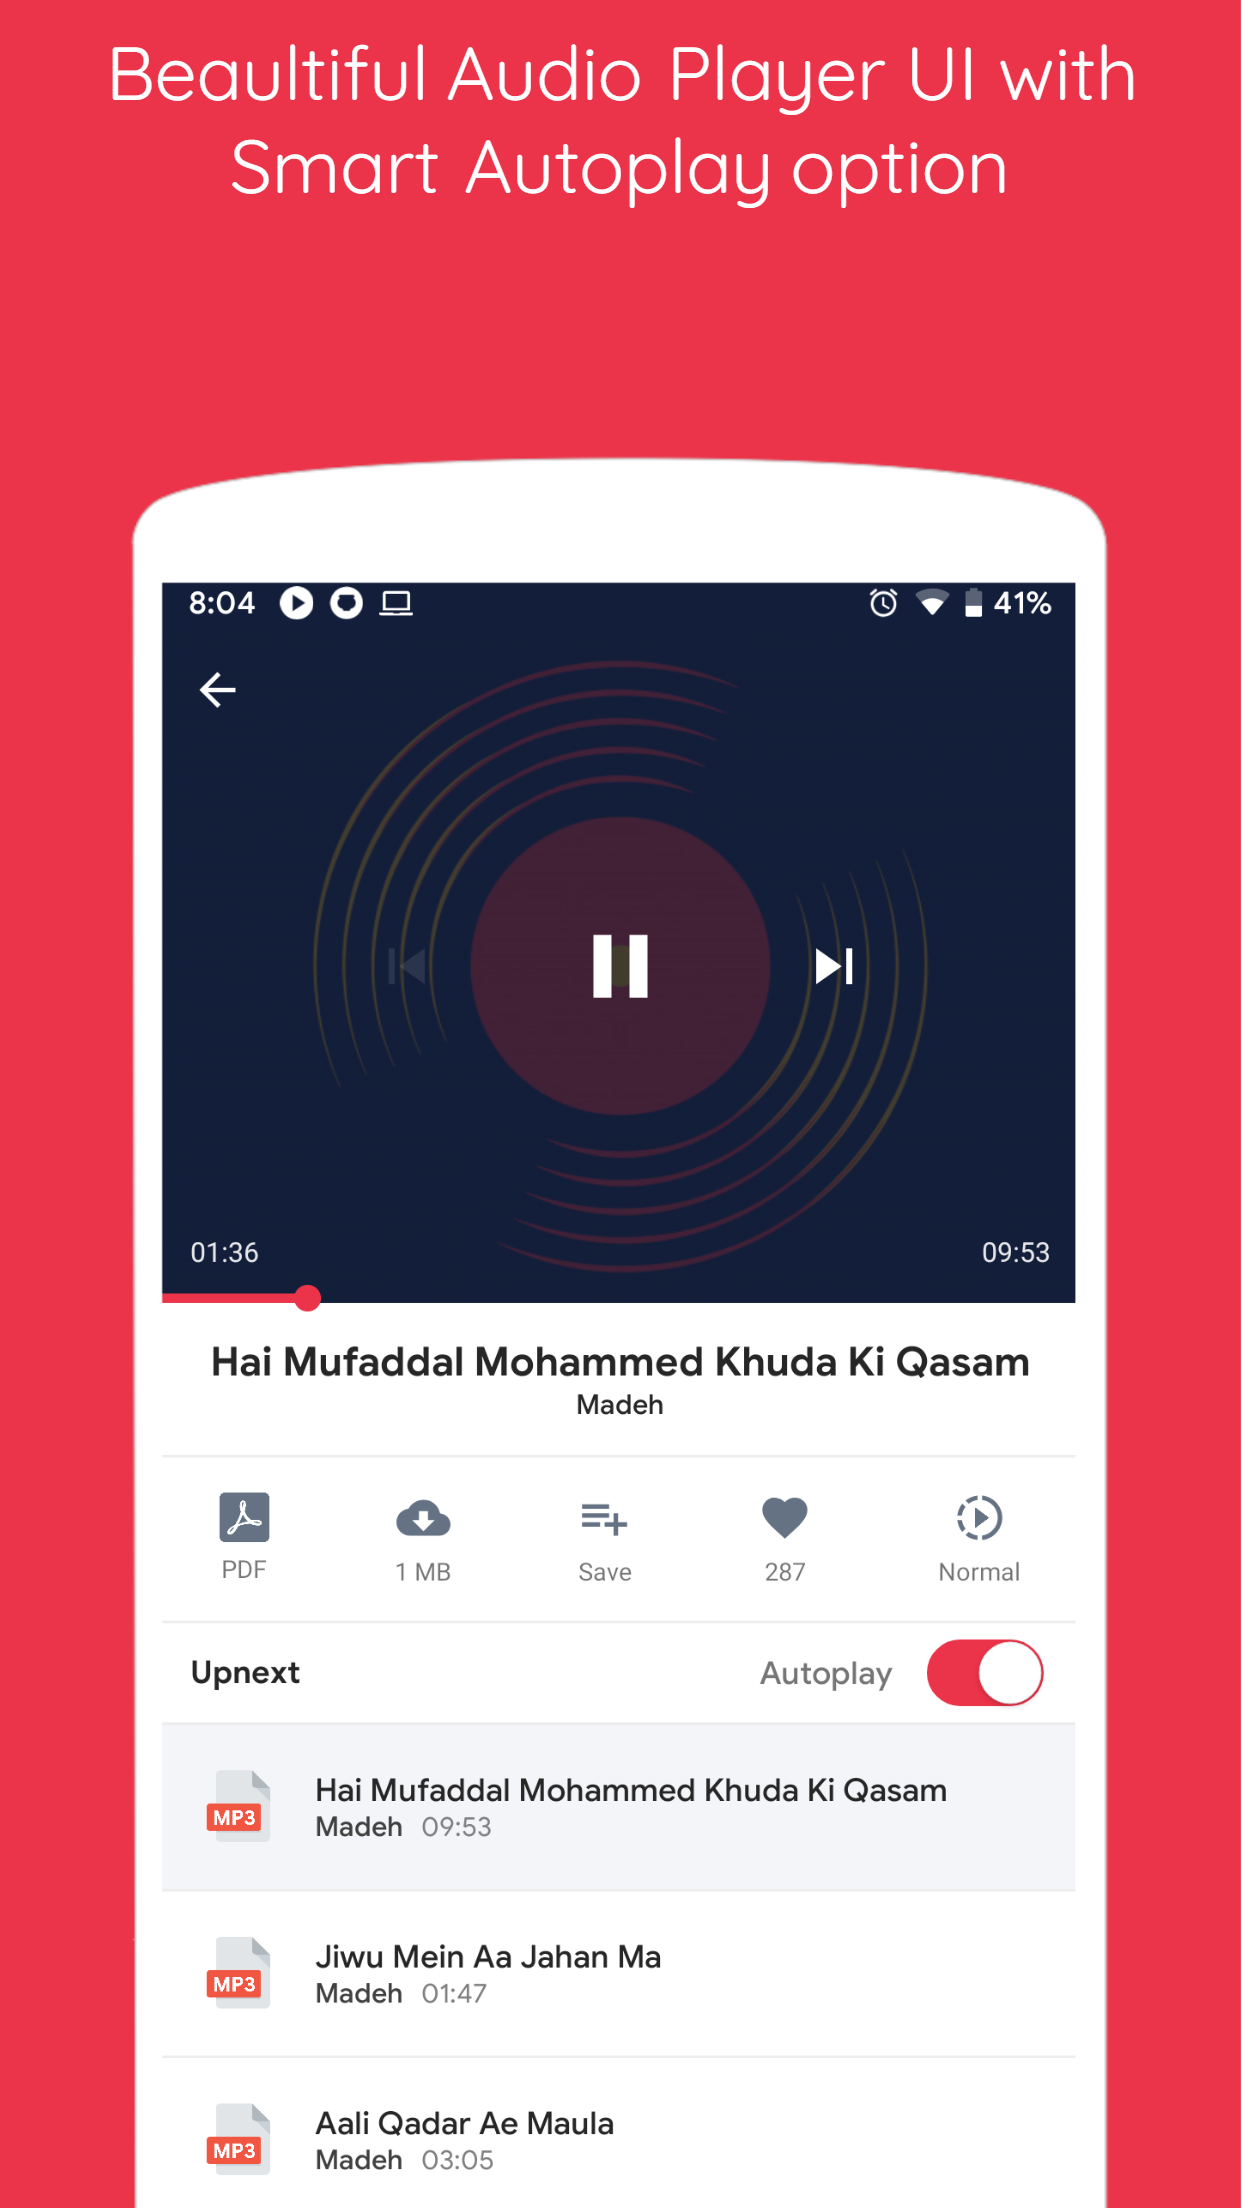 Beaultiful Audio Player UI with
Smart Autoplay option
8:04 41%
01:36 09:53
Hai Mufaddal Mohammed Khuda Ki Qasam
Madeh
PDF 1 MB Save 287 Normal
Upnext Autoplay
Hai Mufaddal Mohammed Khuda Ki Qasam
MP3
Madeh 09:53
Jiwu Mein Aa Jahan Ma
MP3
Madeh 01:47
Aali Qadar Ae Maula
MP3
Madeh 03:05